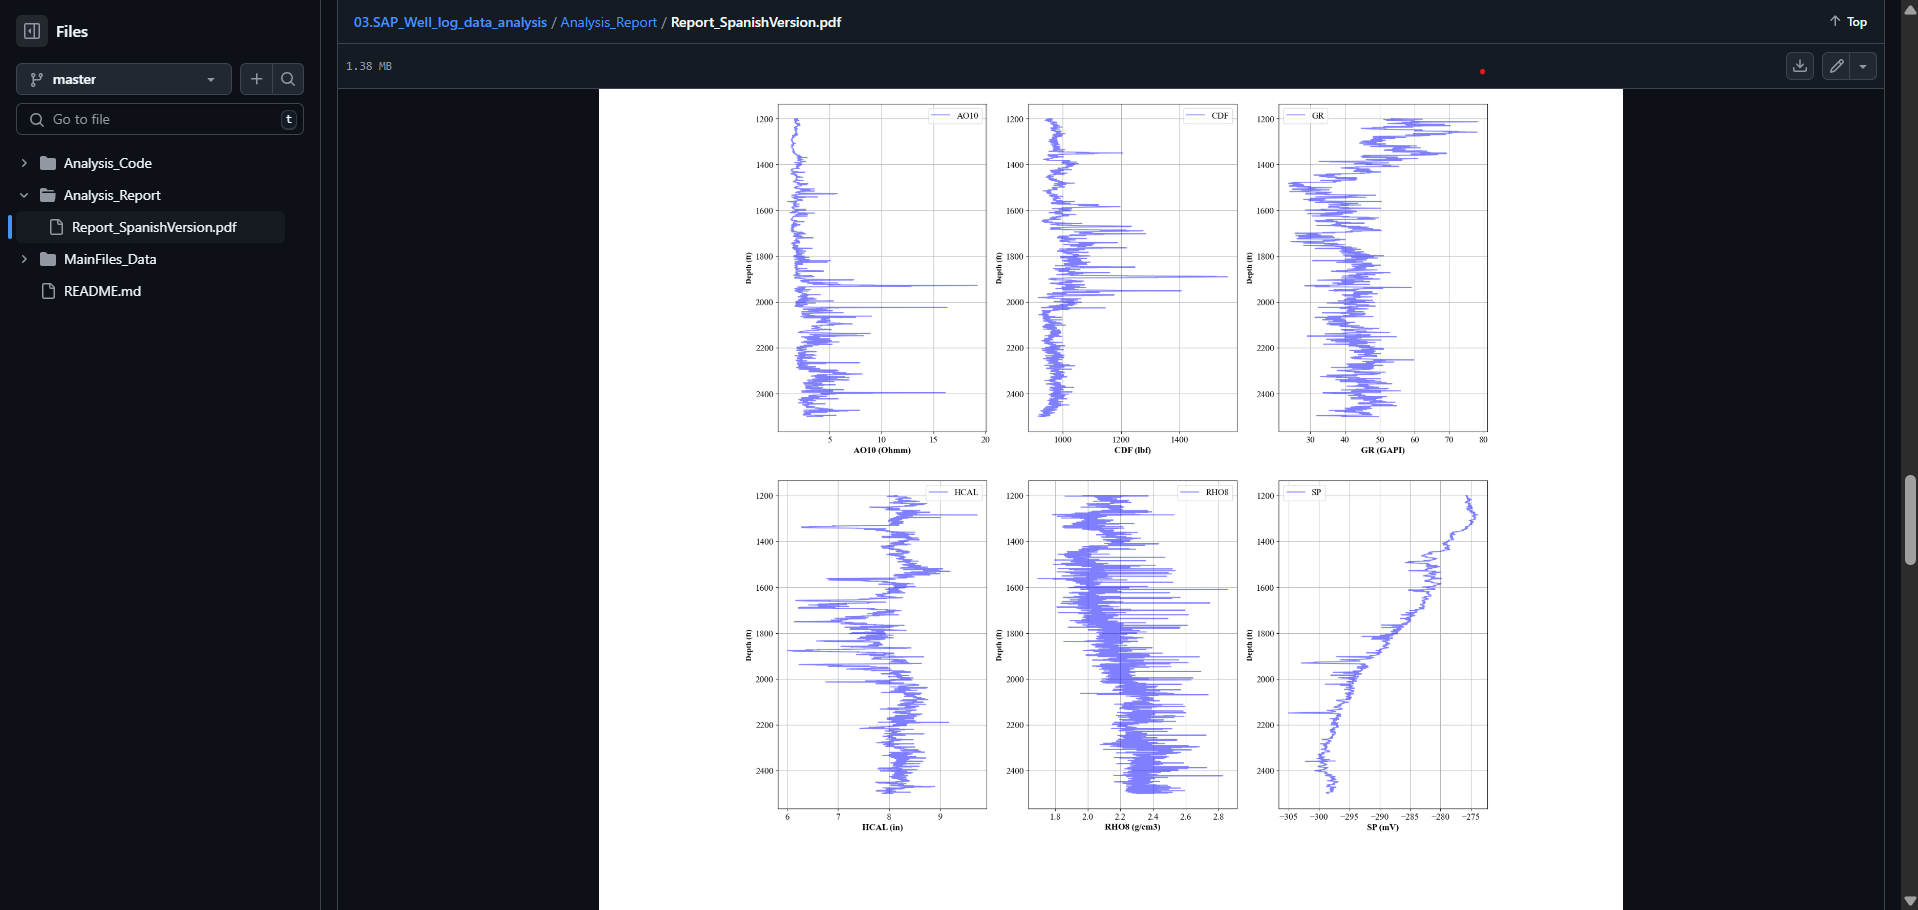 Files
master
Go to file
t
Analysis_Code
Analysis_Report
Report_SpanishVersion.pdf
MainFiles_Data
README.md
03.SAP_Well_log_data_analysis / Analysis_Report / Report_SpanishVersion.pdf
Top
1.38 MB
AO10
1200
1400
1600
1800
2000
2200
2400
Depth (ft)
5 10 15 20
AO10 (Ohmm)
CDF
1200
1400
1600
1800
2000
2200
2400
Depth (ft)
1000 1200 1400
CDF (lbf)
GR
1200
1400
1600
1800
2000
2200
2400
Depth (ft)
30 40 50 60 70 80
GR (GAPI)
HCAL
1200
1400
1600
1800
2000
2200
2400
Depth (ft)
6 7 8 9
HCAL (in)
RHO8
1200
1400
1600
1800
2000
2200
2400
Depth (ft)
1.8 2.0 2.2 2.4 2.6 2.8
RHO8 (g/cm3)
SP
1200
1400
1600
1800
2000
2200
2400
Depth (ft)
−305 −300 −295 −290 −285 −280 −275
SP (mV)